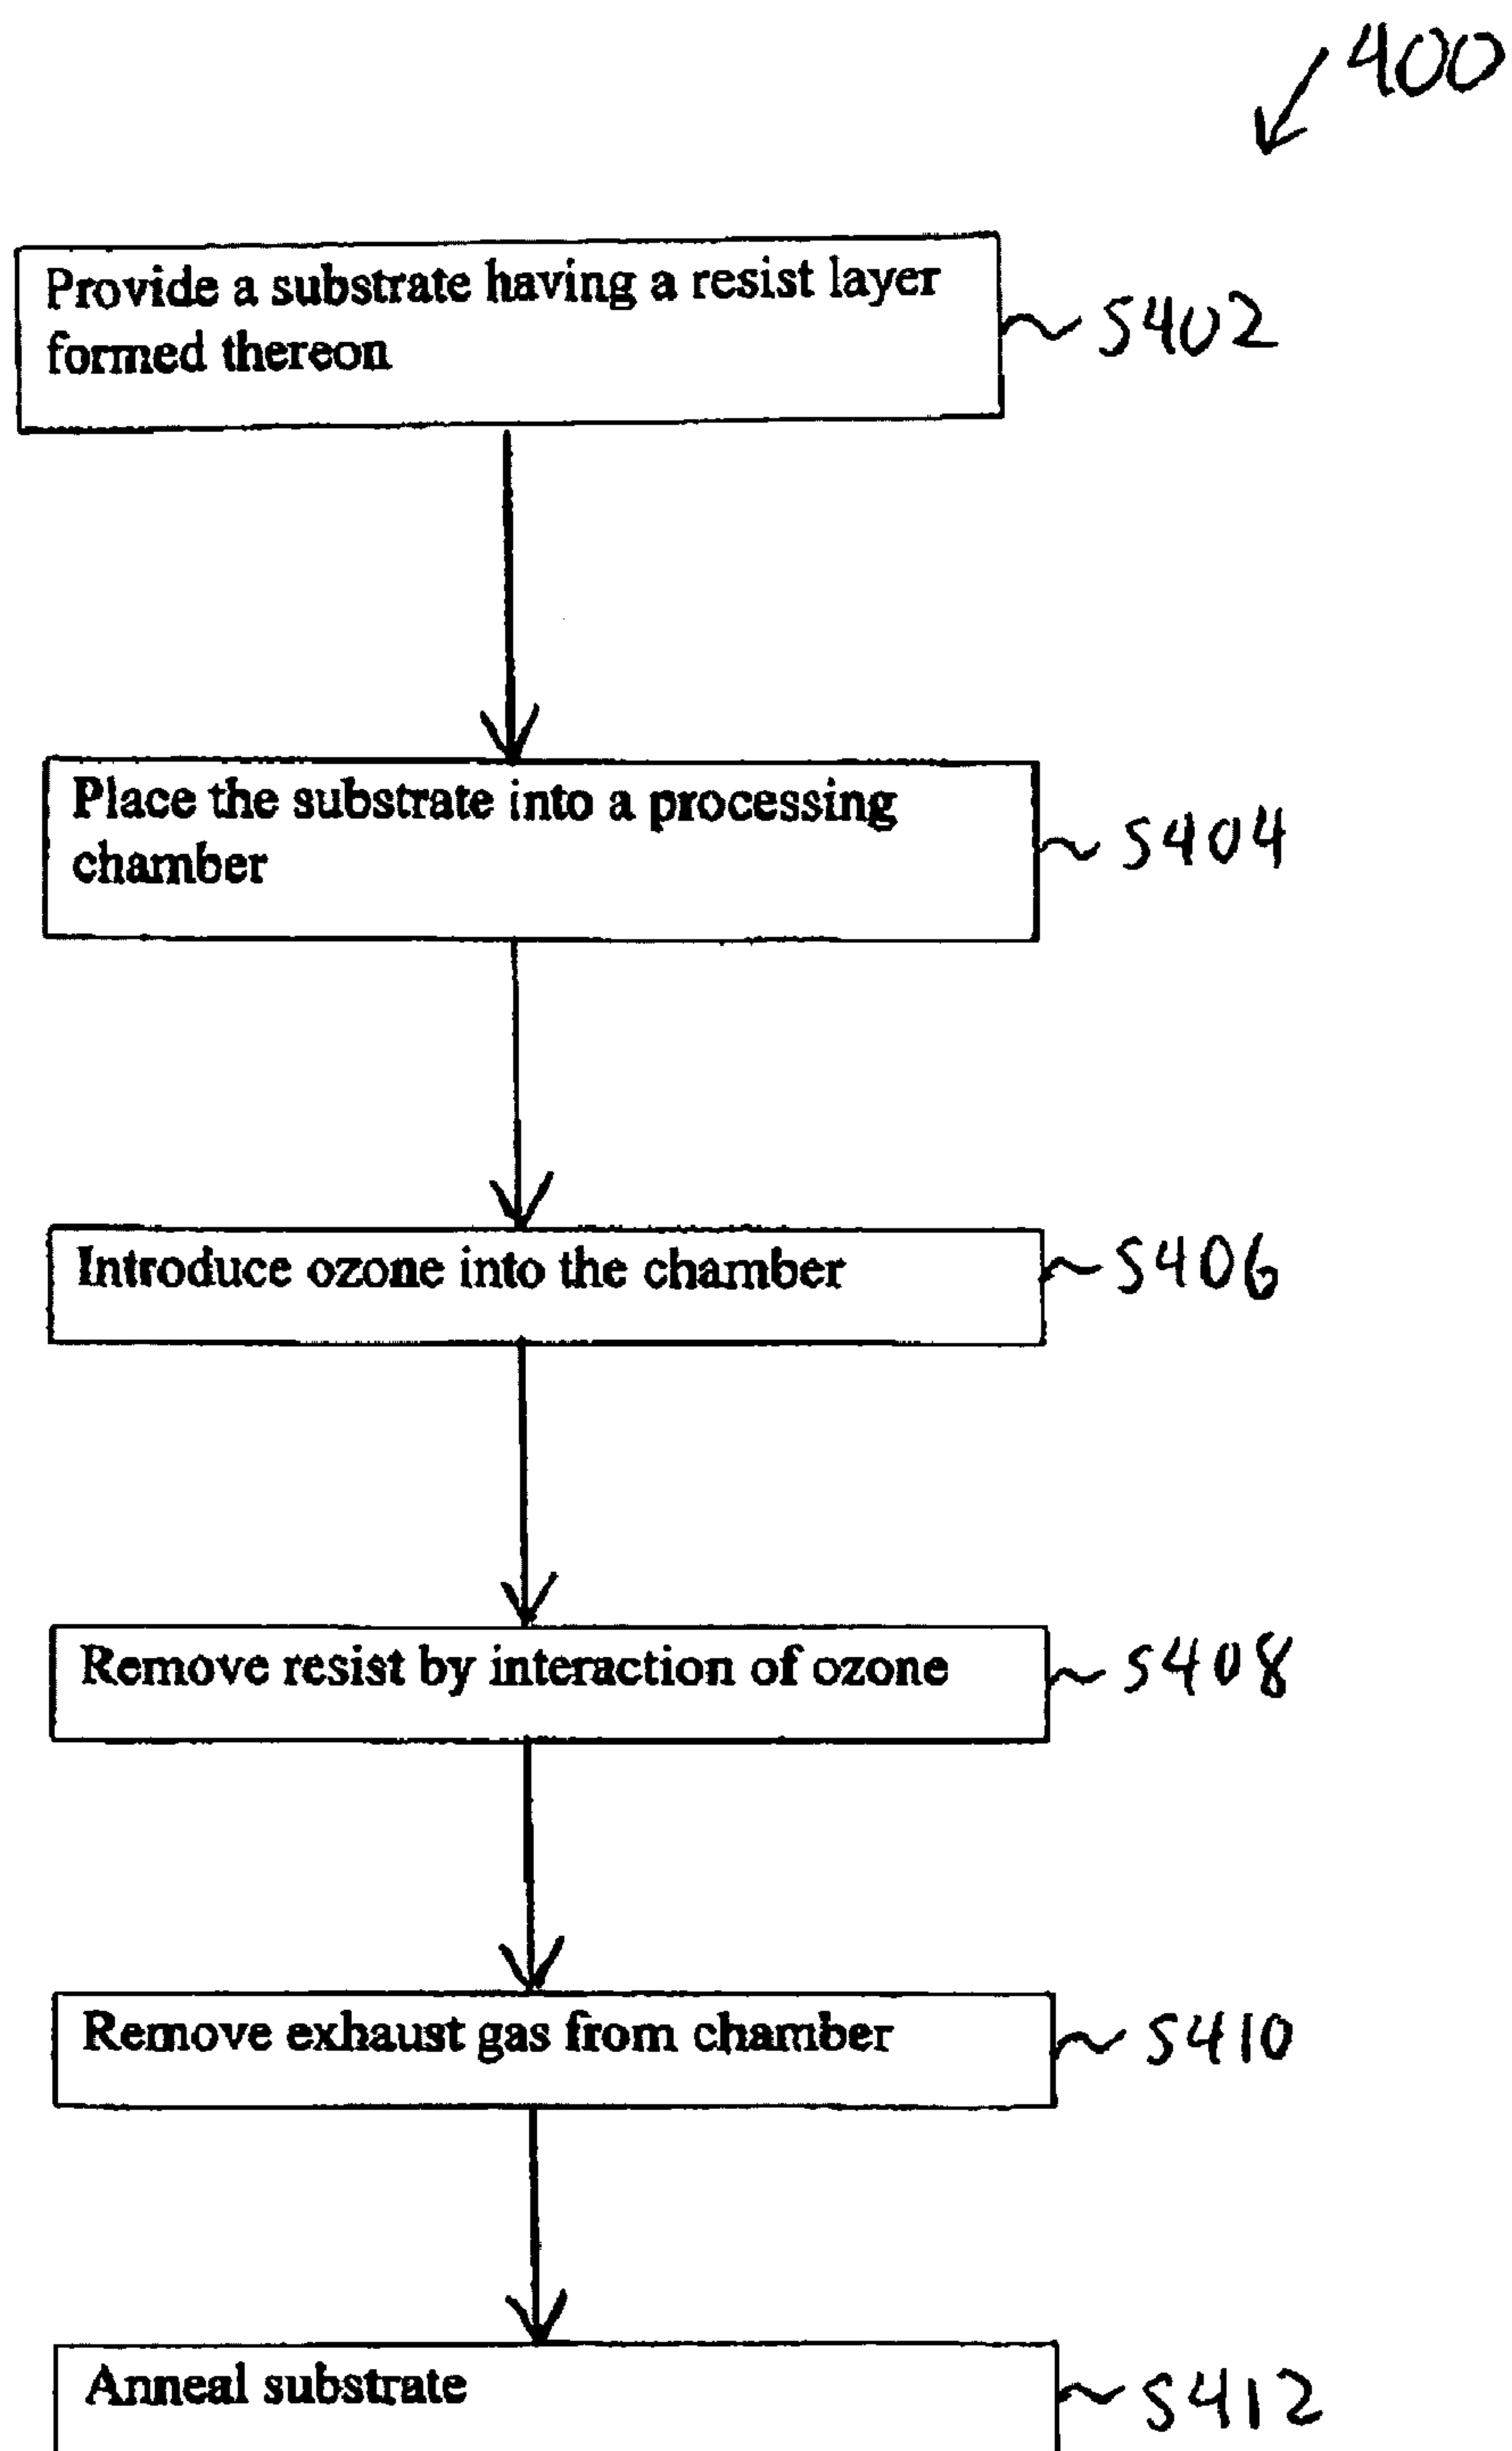 400
Provide a substrate having a resist layer
formed thereon
S402
Place the substrate into a processing
chamber
S404
Introduce ozone into the chamber
S406
Remove resist by interaction of ozone
S408
Remove exhaust gas from chamber
S410
Anneal substrate
S412